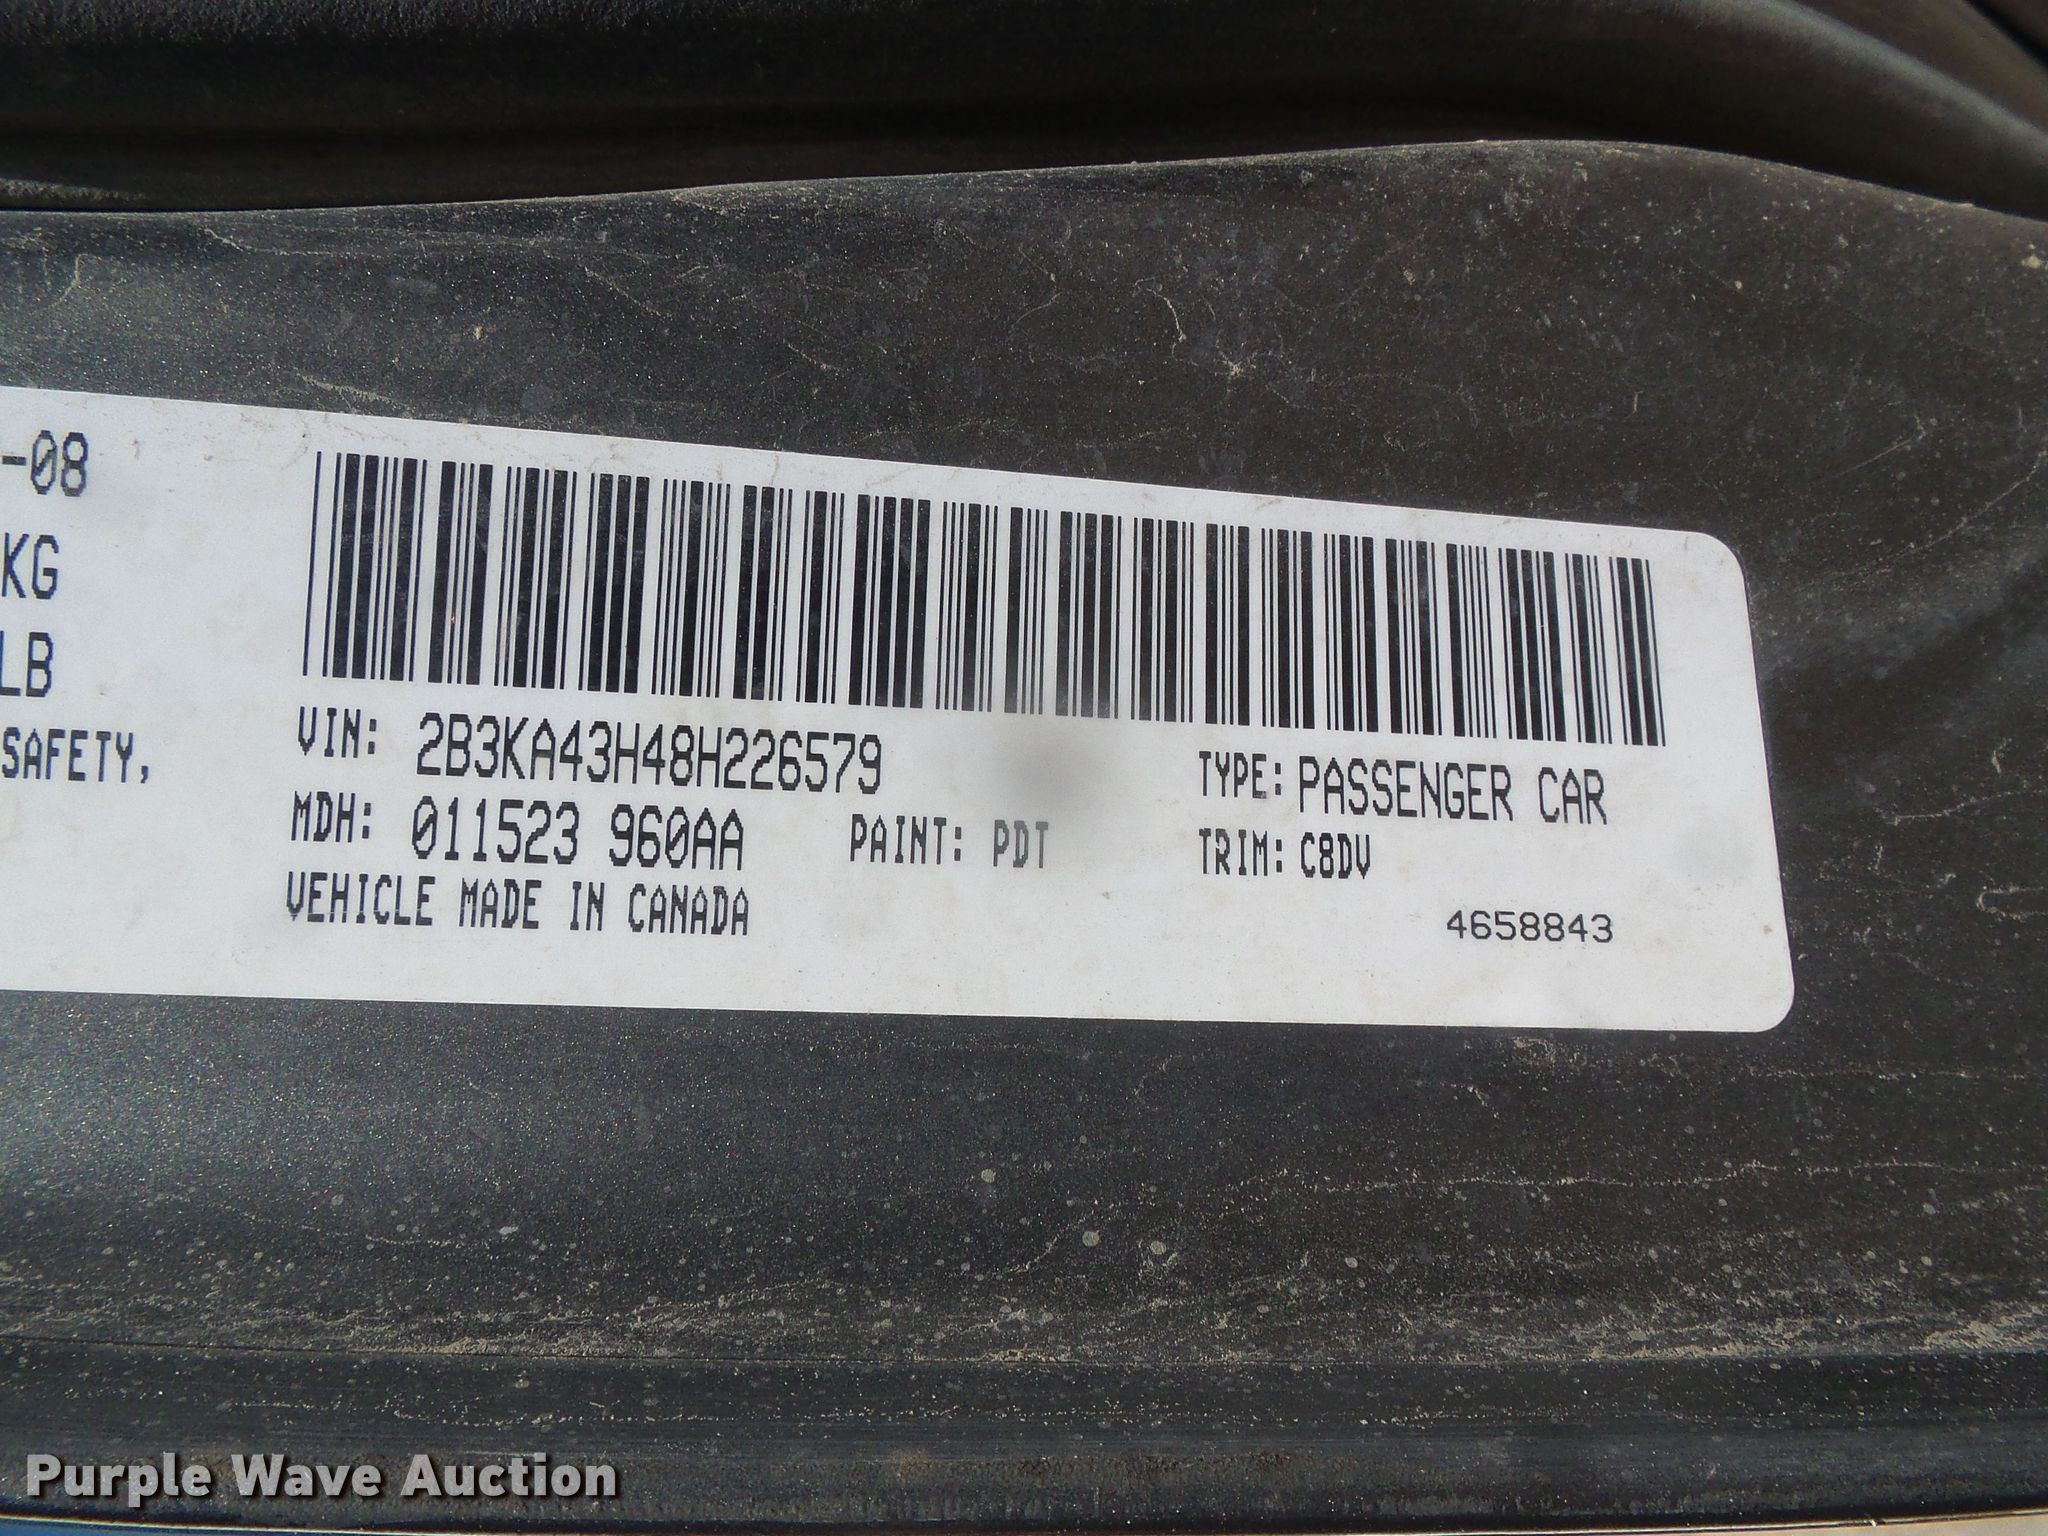 -08
KG
LB
SAFETY,
VIN: 2B3KA43H48H226579
TYPE: PASSENGER CAR
MDH: 011523 960AA PAINT: PDT
TRIM: C8DV
VEHICLE MADE IN CANADA
4658843
Purple Wave Auction